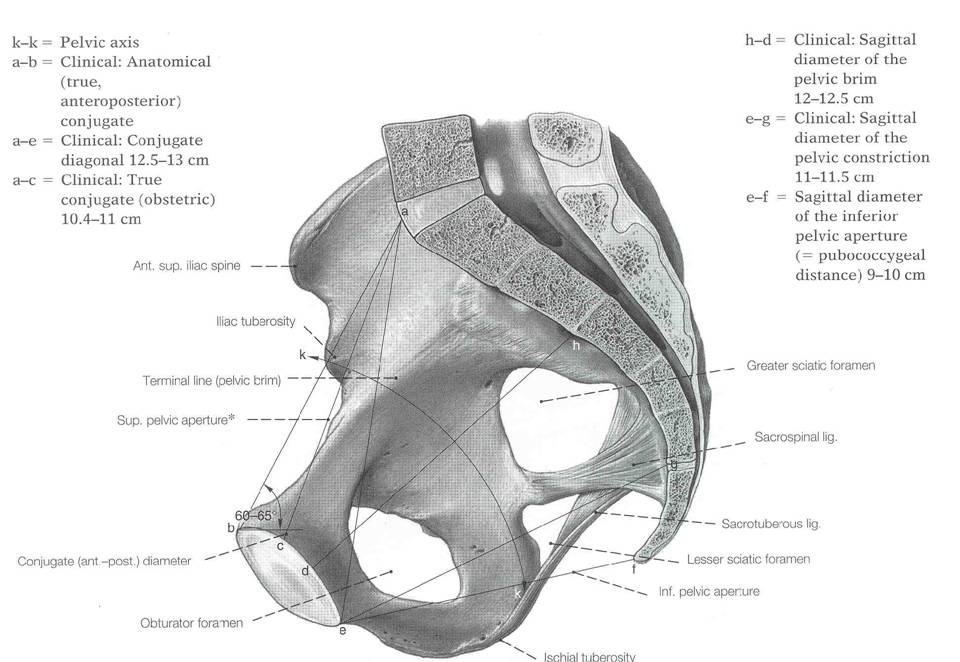 k–k = Pelvic axis
a–b = Clinical: Anatomical
(true,
anteroposterior)
conjugate
a–e = Clinical: Conjugate
diagonal 12.5–13 cm
a–c = Clinical: True
conjugate (obstetric)
10.4–11 cm
h–d = Clinical: Sagittal
diameter of the
pelvic brim
12–12.5 cm
e–g = Clinical: Sagittal
diameter of the
pelvic constriction
11–11.5 cm
e–f = Sagittal diameter
of the inferior
pelvic aperture
(= pubococcygeal
distance) 9–10 cm
a
Ant. sup. iliac spine
Iliac tuberosity
k
h
Terminal line (pelvic brim)
Greater sciatic foramen
Sup. pelvic aperture*
Sacrospinal lig.
g
60–65°
b
Sacrotuberous lig.
c
Conjugate (ant.–post.) diameter
Lesser sciatic foramen
d
f
k
Inf. pelvic aperture
Obturator foramen
e
Ischial tuberosity